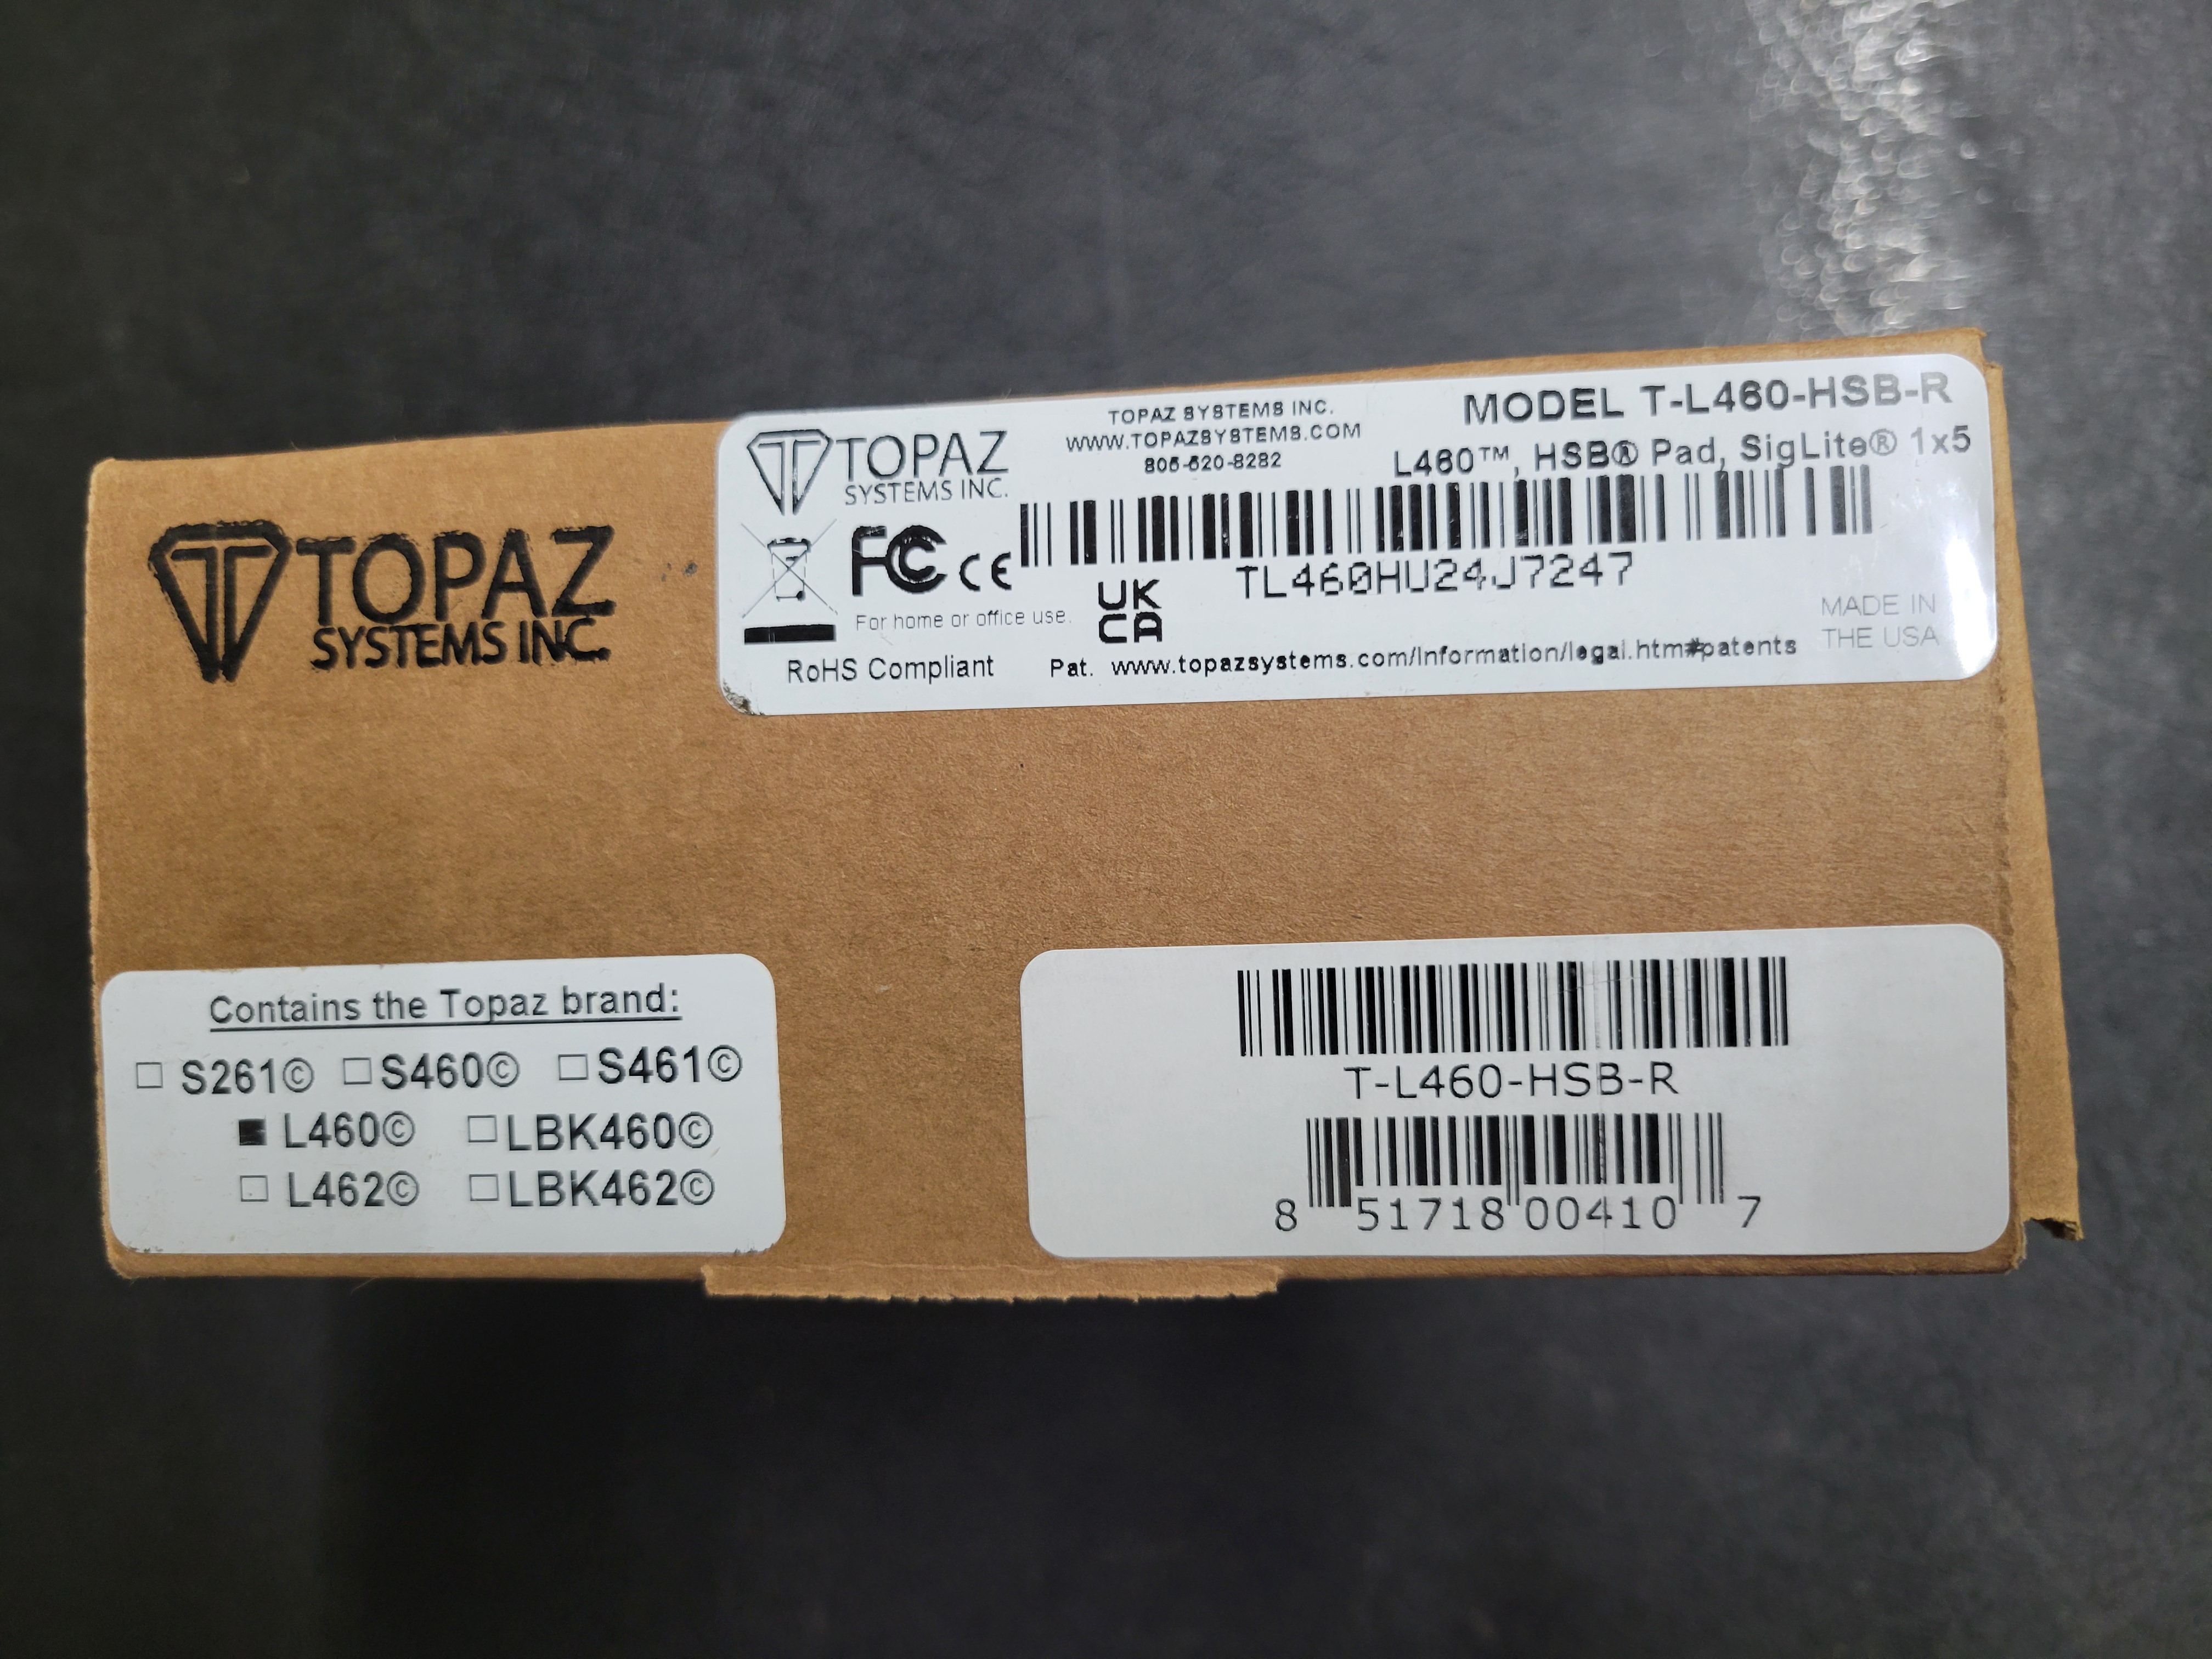 TOPAZ
SYSTEMS INC.
TOPAZ
SYSTEMS INC.
TOPAZ SYSTEMS INC.
WWW.TOPAZSYSTEMS.COM
805-520-8282
MODEL T-L460-HSB-R
L460™, HSB® Pad, SigLite® 1x5
FC CE
For home or office use.
UK
CA
TL460HU24J7247
MADE IN
THE USA
RoHS Compliant
Pat. www.topazsystems.com/information/legal.htm#patents
Contains the Topaz brand:
☐ S261© ☐ S460© ☐ S461©
■ L460© ☐ LBK460©
☐ L462© ☐ LBK462©
T-L460-HSB-R
8 51718 00410 7